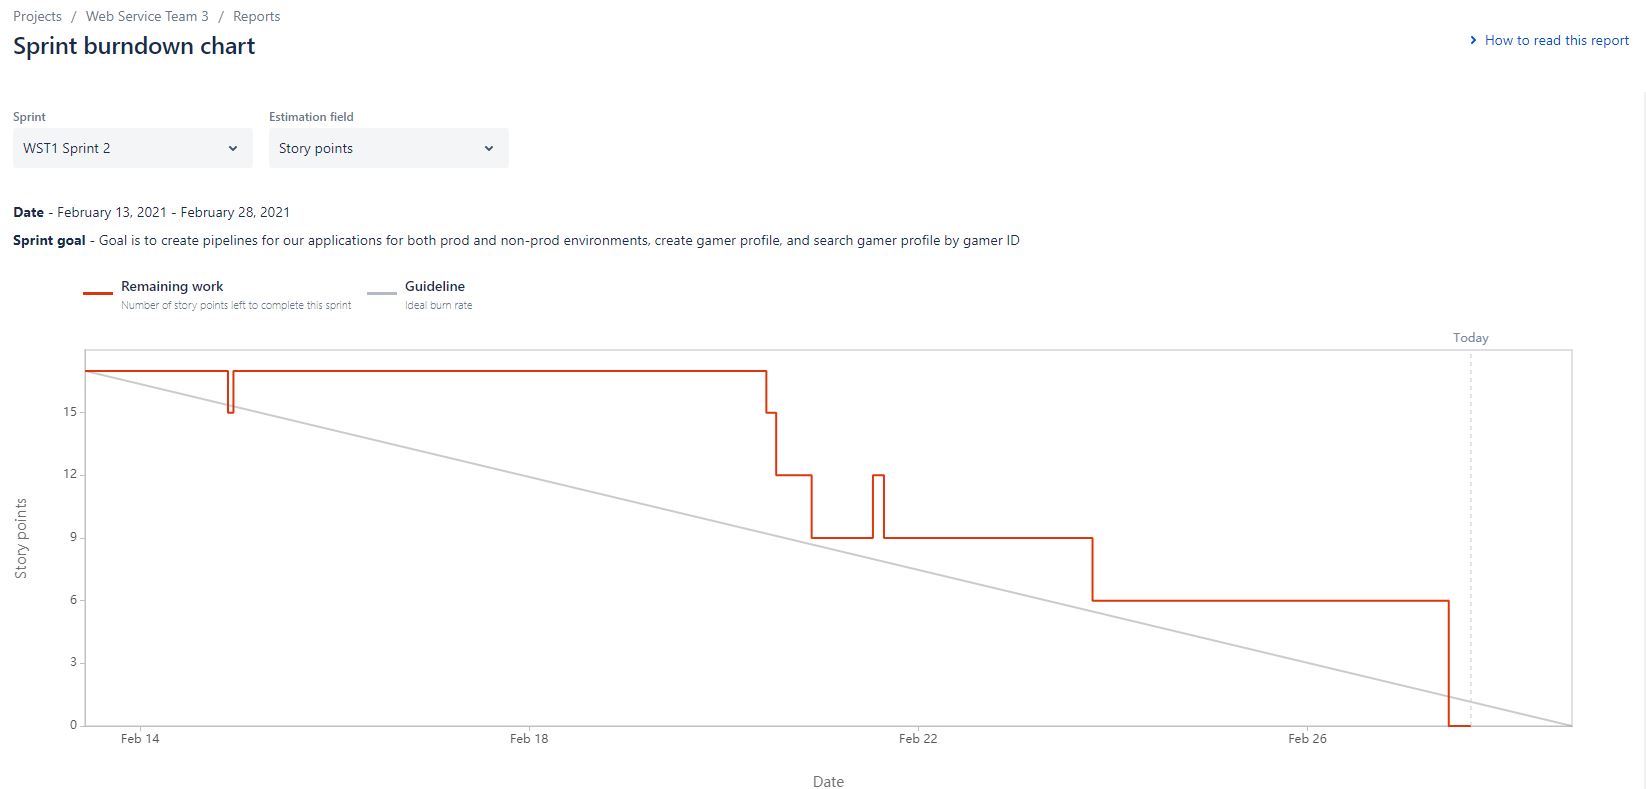 Projects / Web Service Team 3 / Reports
Sprint burndown chart
How to read this report
Sprint
Estimation field
WST1 Sprint 2
Story points
Date - February 13, 2021 - February 28, 2021
Sprint goal - Goal is to create pipelines for our applications for both prod and non-prod environments, create gamer profile, and search gamer profile by gamer ID
Remaining work
Number of story points left to complete this sprint
Guideline
Ideal burn rate
Today
15
12
9
6
3
0
Story points
Feb 14
Feb 18
Feb 22
Feb 26
Date